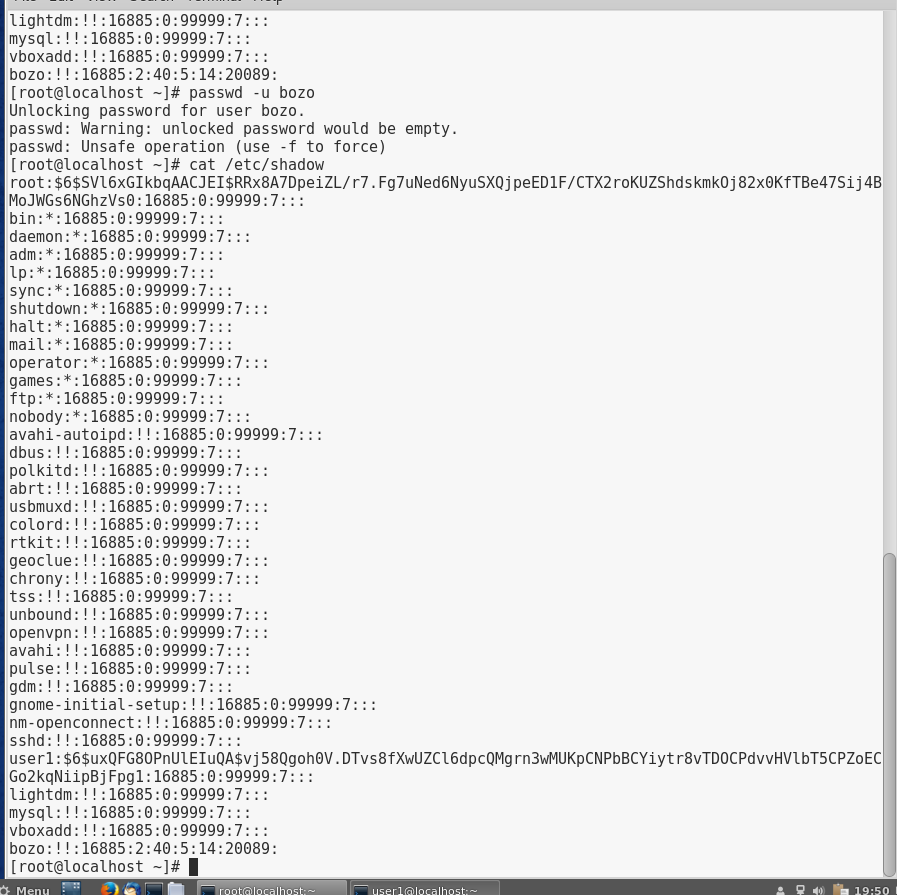 lightdm:!!:16885:0:99999:7:::
mysql:!!:16885:0:99999:7:::
vboxadd:!!:16885:0:99999:7:::
bozo:!!:16885:2:40:5:14:20089:
[root@localhost ~]# passwd -u bozo
Unlocking password for user bozo.
passwd: Warning: unlocked password would be empty.
passwd: Unsafe operation (use -f to force)
[root@localhost ~]# cat /etc/shadow
root:$6$SVl6xGIkbqAACJEI$RRx8A7DpeiZL/r7.Fg7uNed6NyuSXQjpeED1F/CTX2roKUZShdskmkOj82x0KfTBe47Sij4B
MoJWGs6NGhzVs0:16885:0:99999:7:::
bin:*:16885:0:99999:7:::
daemon:*:16885:0:99999:7:::
adm:*:16885:0:99999:7:::
lp:*:16885:0:99999:7:::
sync:*:16885:0:99999:7:::
shutdown:*:16885:0:99999:7:::
halt:*:16885:0:99999:7:::
mail:*:16885:0:99999:7:::
operator:*:16885:0:99999:7:::
games:*:16885:0:99999:7:::
ftp:*:16885:0:99999:7:::
nobody:*:16885:0:99999:7:::
avahi-autoipd:!!:16885:0:99999:7:::
dbus:!!:16885:0:99999:7:::
polkitd:!!:16885:0:99999:7:::
abrt:!!:16885:0:99999:7:::
usbmuxd:!!:16885:0:99999:7:::
colord:!!:16885:0:99999:7:::
rtkit:!!:16885:0:99999:7:::
geoclue:!!:16885:0:99999:7:::
chrony:!!:16885:0:99999:7:::
tss:!!:16885:0:99999:7:::
unbound:!!:16885:0:99999:7:::
openvpn:!!:16885:0:99999:7:::
avahi:!!:16885:0:99999:7:::
pulse:!!:16885:0:99999:7:::
gdm:!!:16885:0:99999:7:::
gnome-initial-setup:!!:16885:0:99999:7:::
nm-openconnect:!!:16885:0:99999:7:::
sshd:!!:16885:0:99999:7:::
user1:$6$uxQFG8OPnUlEIuQA$vj58Qgoh0V.DTvs8fXwUZCl6dpcQMgrn3wMUKpCNPbBCYiytr8vTDOCPdvvHVlbT5CPZoEC
Go2kqNiipBjFpg1:16885:0:99999:7:::
lightdm:!!:16885:0:99999:7:::
mysql:!!:16885:0:99999:7:::
vboxadd:!!:16885:0:99999:7:::
bozo:!!:16885:2:40:5:14:20089:
[root@localhost ~]#
Menu root@localhost:~ user1@localhost:~ 19:50